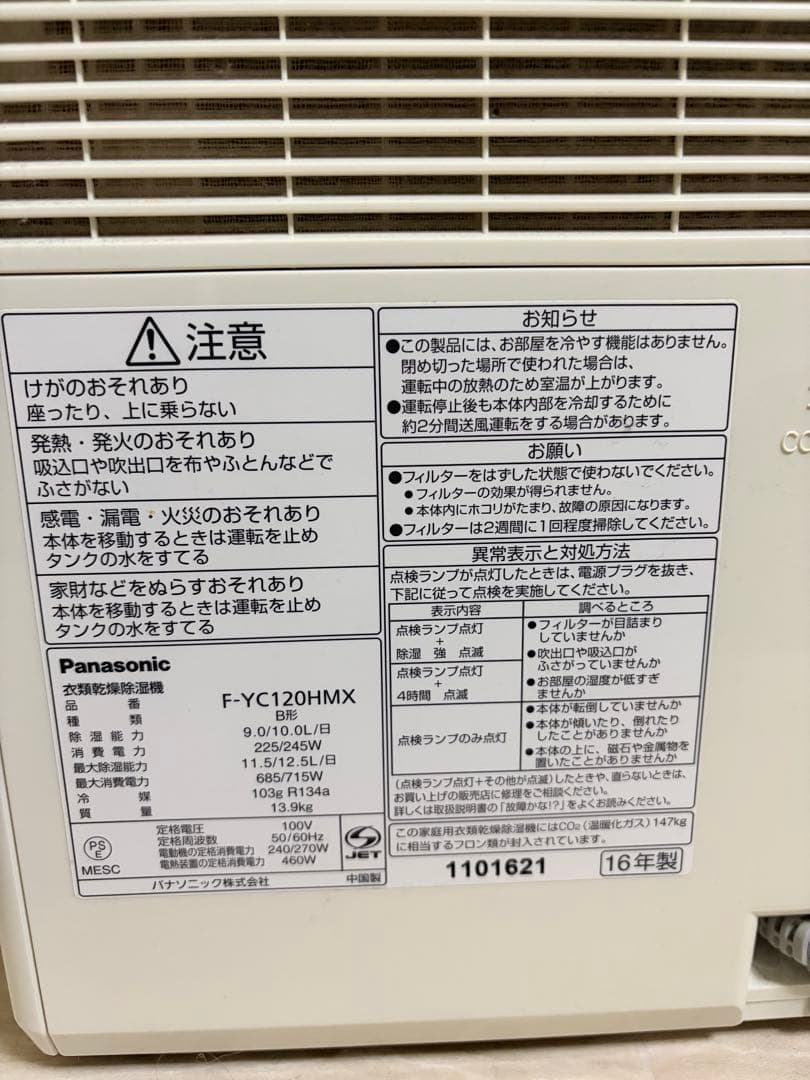 注意
けがのおそれあり
座ったり、上に乗らない
発熱・発火のおそれあり
吸込口や吹出口を布やふとんなどで
ふさがない
感電・漏電・火災のおそれあり
本体を移動するときは運転を止め
タンクの水をすてる
家財などをぬらすおそれあり
本体を移動するときは運転を止め
タンクの水をすてる
Panasonic
衣類乾燥除湿機
品番 F-YC120HMX
種類 B形
除湿能力 9.0/10.0L/日
消費電力 225/245W
最大除湿能力 11.5/12.5L/日
最大消費電力 685/715W
冷媒 103g R134a
質量 13.9kg
PSE
MESC
定格電圧 100V
定格周波数 50/60Hz
電動機の定格消費電力 240/270W
電熱装置の定格消費電力 460W
JET
パナソニック株式会社 中国製
お知らせ
●この製品には、お部屋を冷やす機能はありません。
閉め切った場所で使われた場合は、
運転中の放熱のため室温が上がります。
●運転停止後も本体内部を冷却するために
約2分間送風運転をする場合があります。
お願い
●フィルターをはずした状態で使わないでください。
●フィルターの効果が得られません。
●本体内にホコリがたまり、故障の原因になります。
●フィルターは2週間に1回程度掃除してください。
異常表示と対処方法
点検ランプが点灯したときは、電源プラグを抜き、
下記に従って点検を実施してください。
表示内容 調べるところ
点検ランプ点灯
+
除湿 強 点滅
点検ランプ点灯
+
4時間 点滅
●フィルターが目詰まり
していませんか
●吹出口や吸込口が
ふさがっていませんか
●お部屋の湿度が低すぎ
ませんか
点検ランプのみ点灯
●本体が転倒していませんか
●本体が傾いたり、倒れたり
したことがありませんか
●本体の上に、磁石や金属物を
置いたことがありませんか
(点検ランプ点灯+その他が点滅)したときや、直らないときは、
お買い上げの販売店に修理をご相談ください。
詳しくは取扱説明書の「故障かな!?」をよくお読みください。
この家庭用衣類乾燥除湿機にはCO₂(温暖化ガス)147kg
に相当するフロン類が封入されています。
1101621 16年製